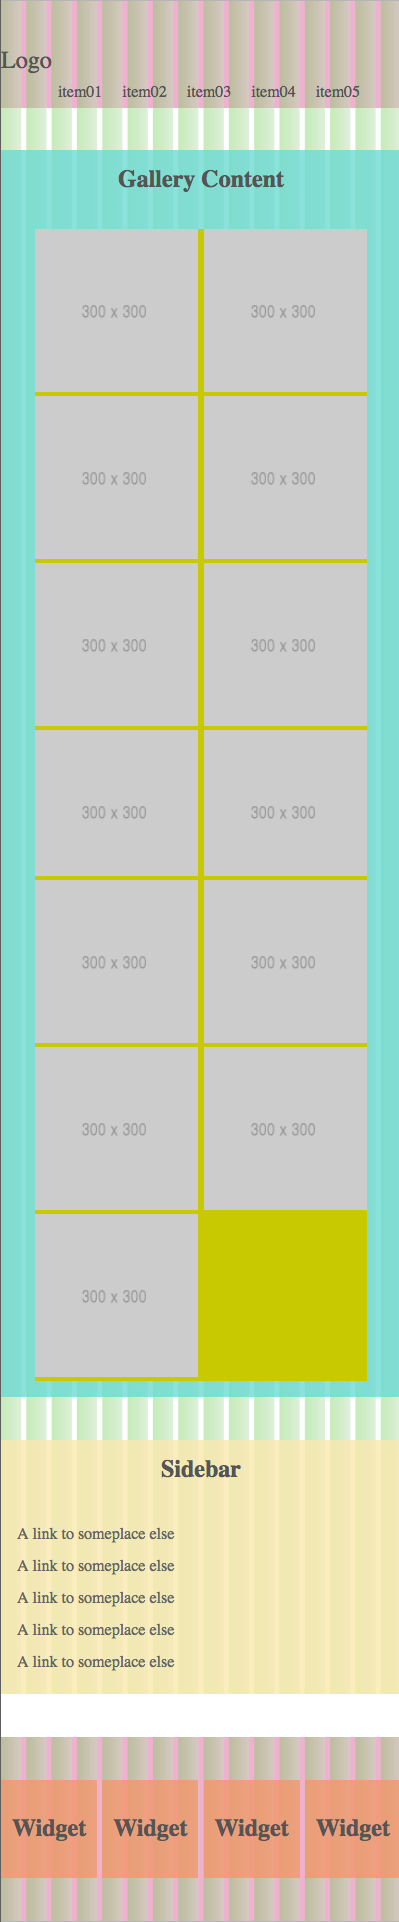 Logo
item01 item02 item03 item04 item05
Gallery Content
300 x 300 300 x 300
300 x 300 300 x 300
300 x 300 300 x 300
300 x 300 300 x 300
300 x 300 300 x 300
300 x 300 300 x 300
300 x 300
Sidebar
A link to someplace else
A link to someplace else
A link to someplace else
A link to someplace else
A link to someplace else
Widget Widget Widget Widget